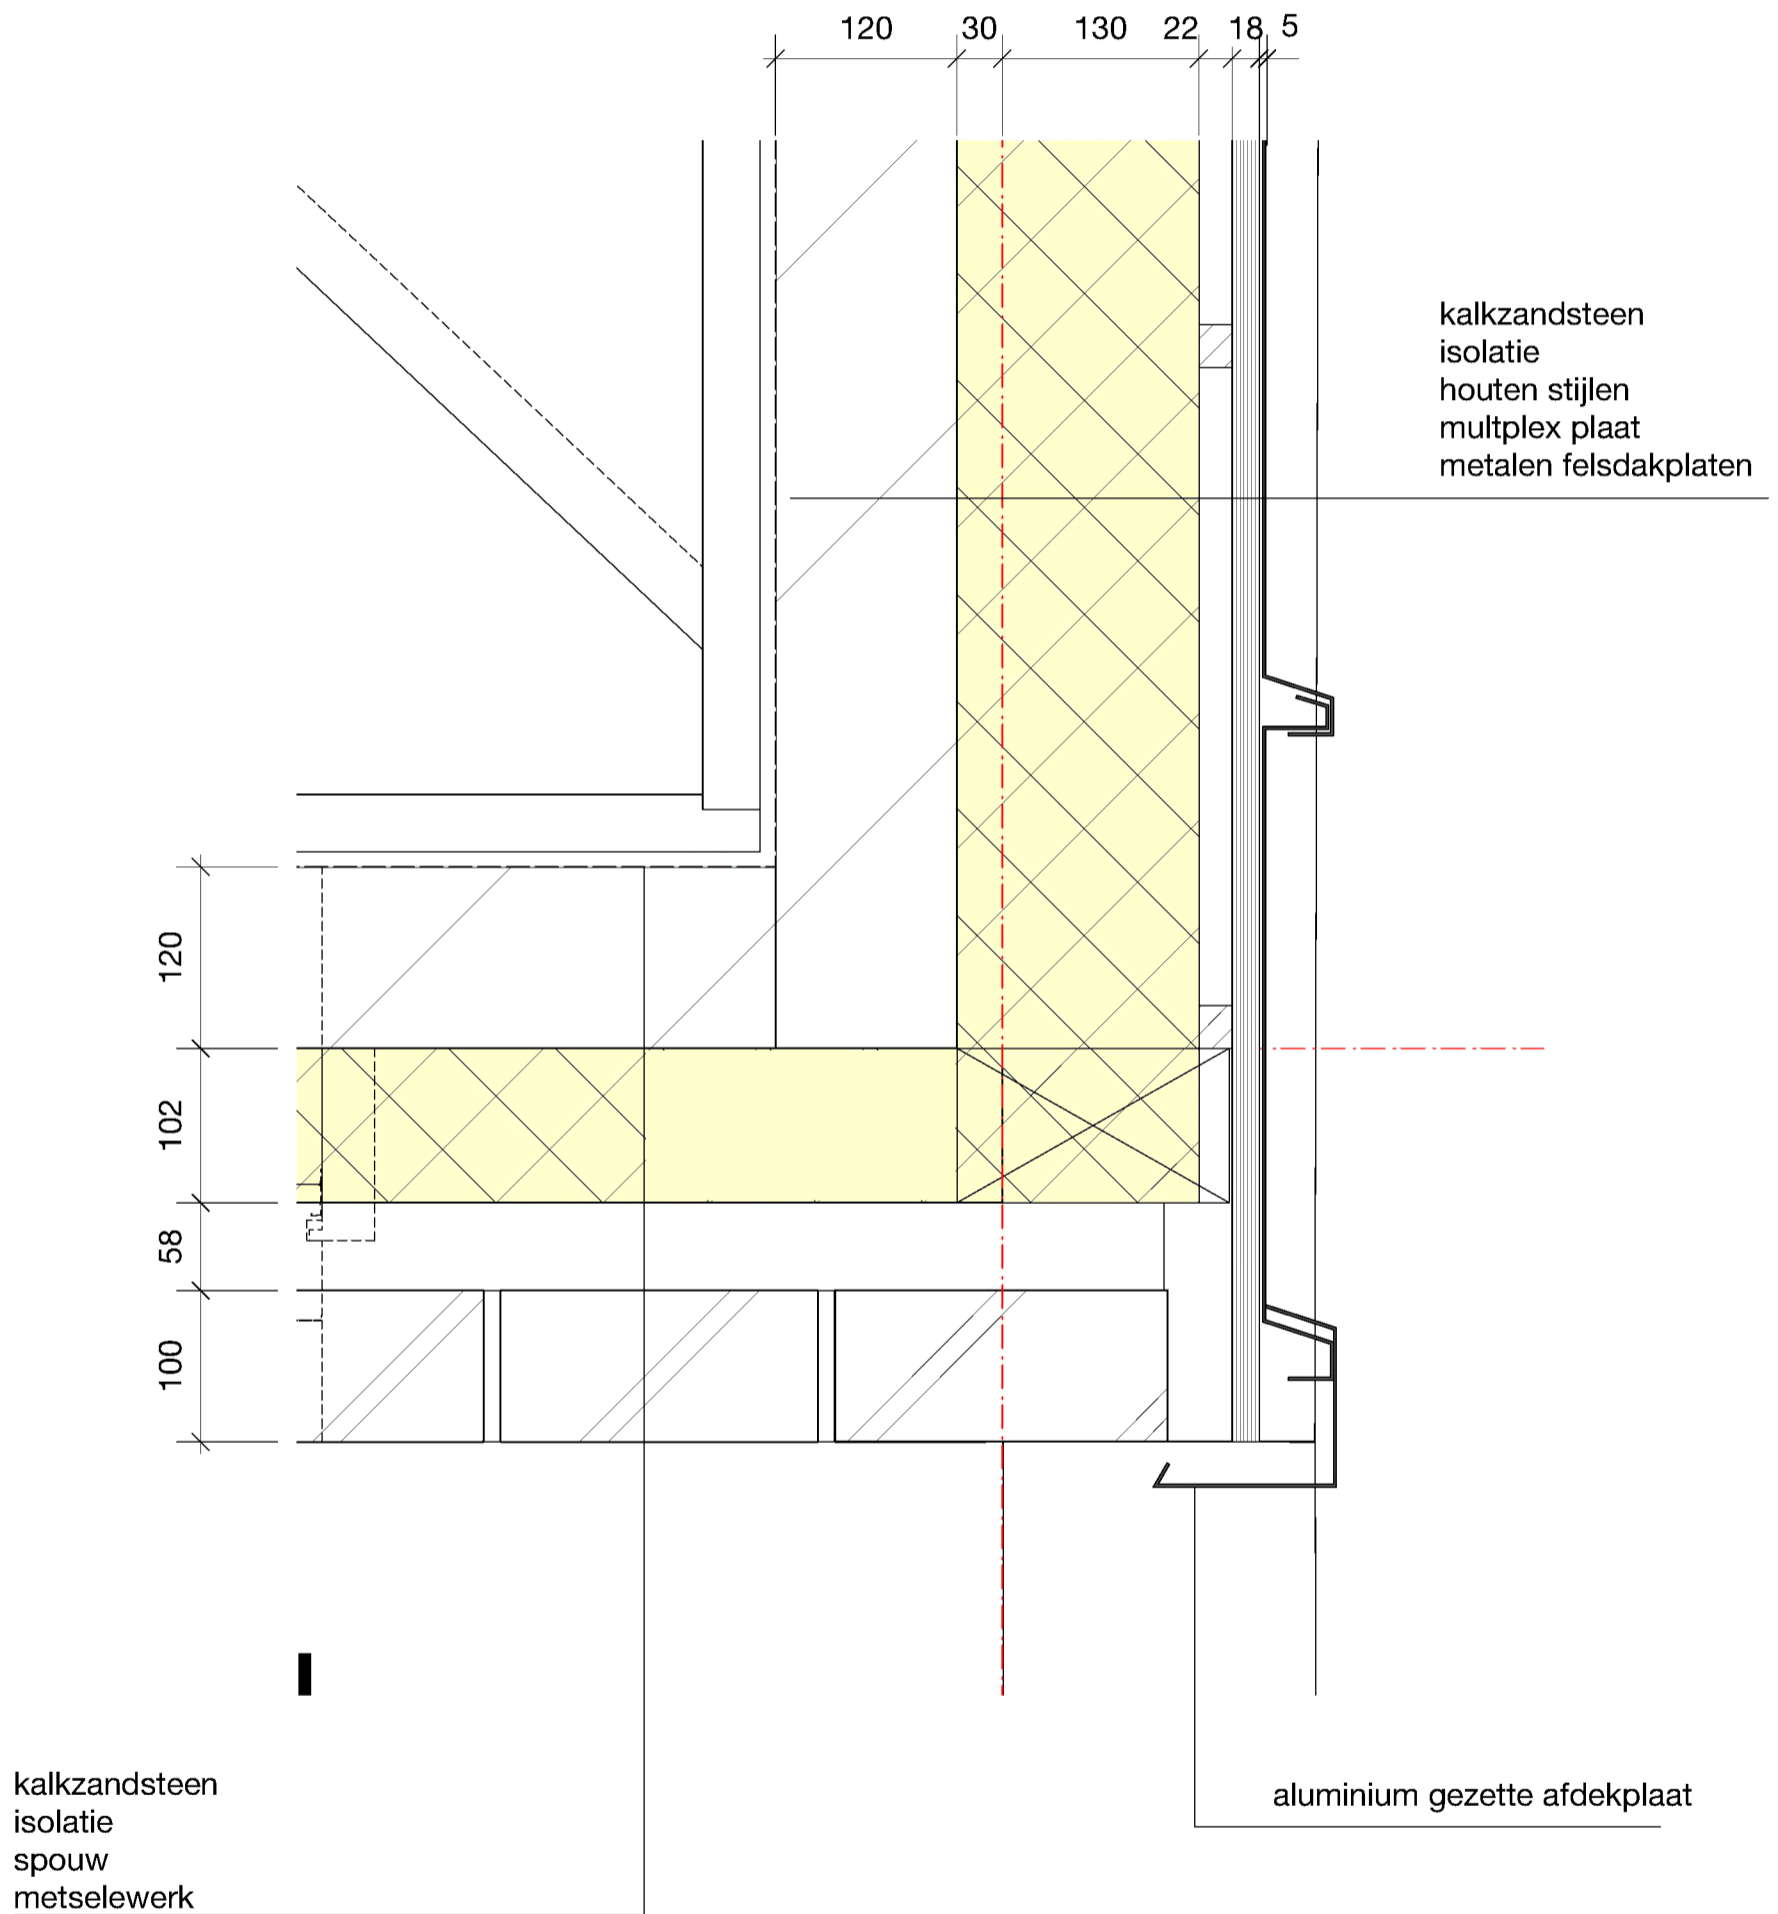 120 30 130 22 18 5
kalkzandsteen
isolatie
houten stijlen
multplex plaat
metalen felsdakplaten
120
102
58
100
kalkzandsteen
isolatie
spouw
metselewerk
aluminium gezette afdekplaat